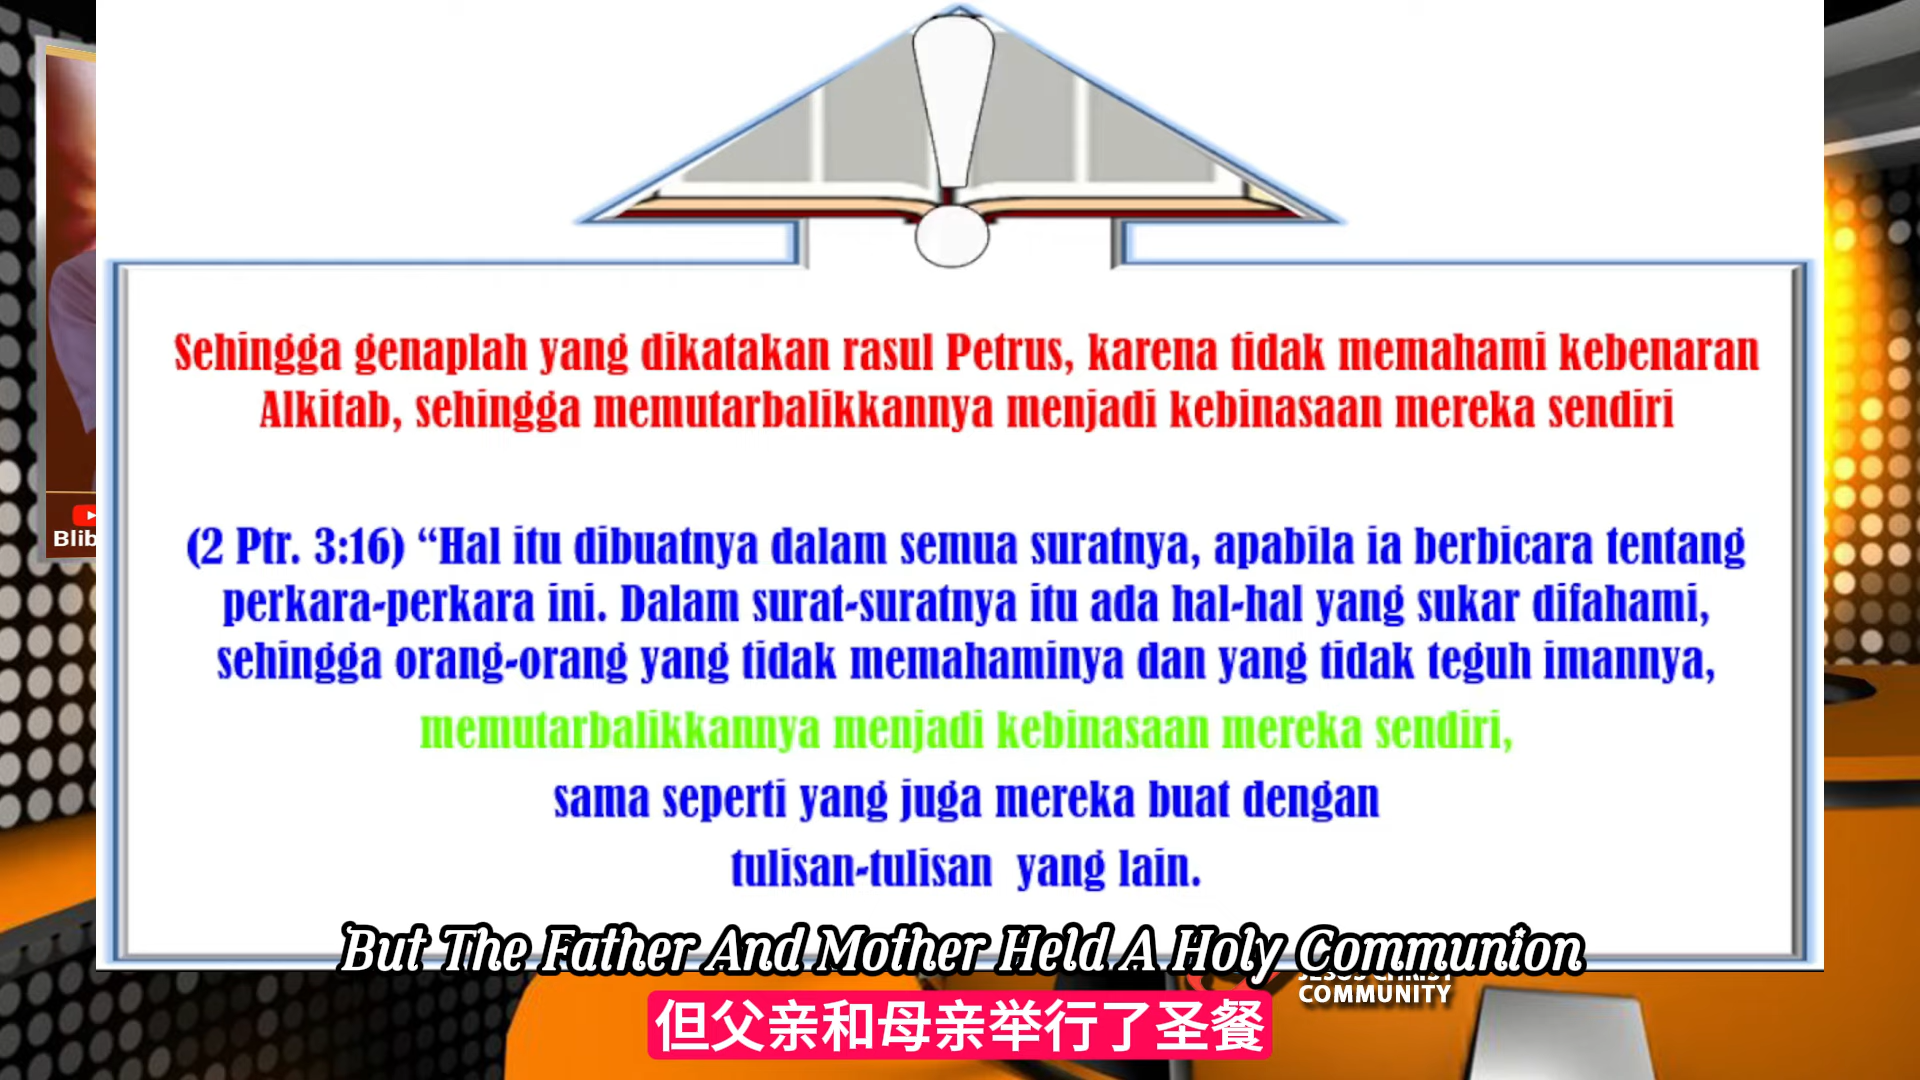 Sehingga genaplah yang dikatakan rasul Petrus, karena tidak memahami kebenaran
Alkitab, sehingga memutarbalikkannya menjadi kebinasaan mereka sendiri
(2 Ptr. 3:16) “Hal itu dibuatnya dalam semua suratnya, apabila ia berbicara tentang
perkara-perkara ini. Dalam surat-suratnya itu ada hal-hal yang sukar difahami,
sehingga orang-orang yang tidak memahaminya dan yang tidak teguh imannya,
memutarbalikkannya menjadi kebinasaan mereka sendiri,
sama seperti yang juga mereka buat dengan
tulisan-tulisan yang lain.
But The Father And Mother Held A Holy Communion
JESUS CHRIST
COMMUNITY
但父亲和母亲举行了圣餐